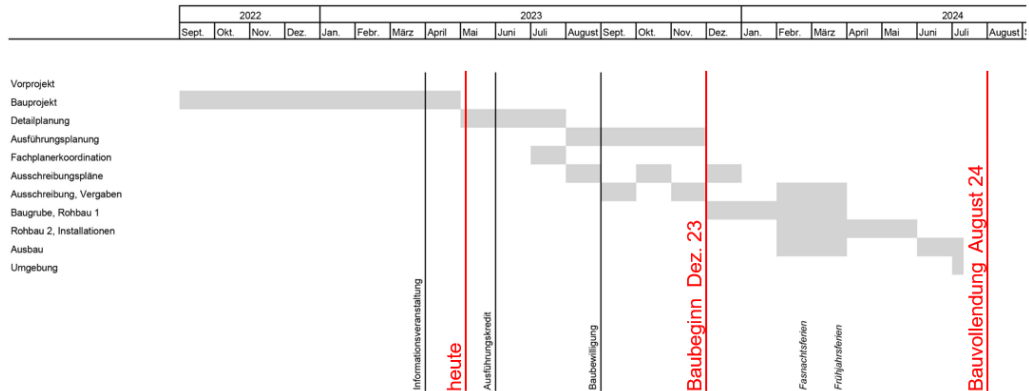 2022 2023 2024
Sept. Okt. Nov. Dez. Jan. Febr. März April Mai Juni Juli August Sept. Okt. Nov. Dez. Jan. Febr. März April Mai Juni Juli August
Vorprojekt
Bauprojekt
Detailplanung
Ausführungsplanung
Fachplanerkoordination
Ausschreibungspläne
Ausschreibung, Vergaben
Baugrube, Rohbau 1
Rohbau 2, Installationen
Ausbau
Umgebung
Informationsveranstaltung
heute
Ausführungskredit
Baubewilligung
Baubeginn Dez. 23
Fasnachtsferien
Frühjahrsferien
Bauvollendung August 24